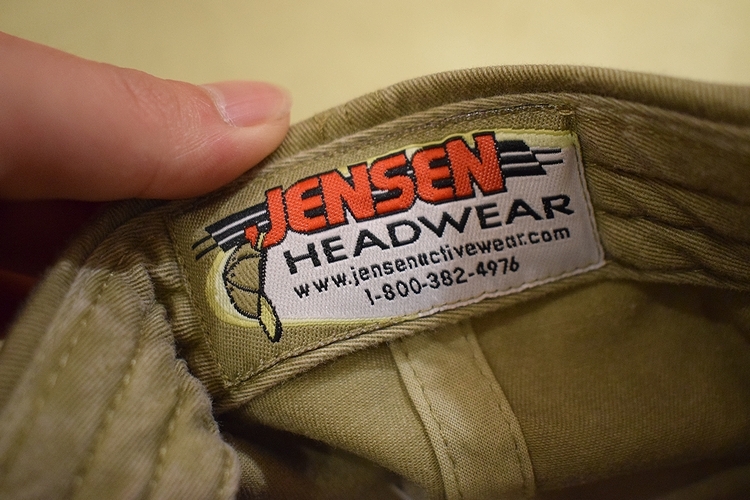 JENSEN
HEADWEAR
www.jensenactivewear.com
1-800-382-4976